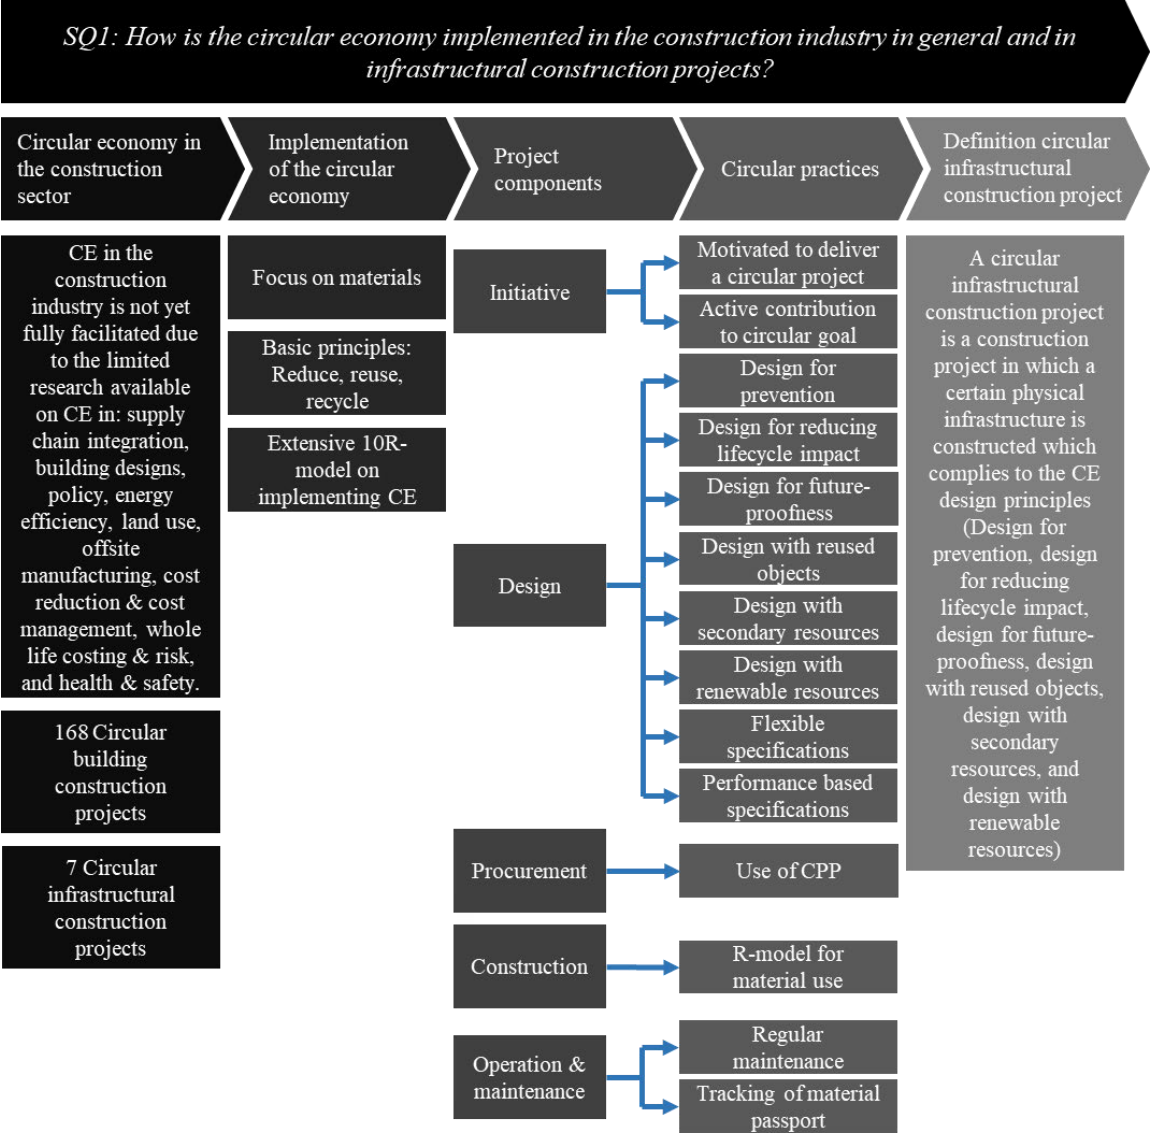 SQ1: How is the circular economy implemented in the construction industry in general and in
infrastructural construction projects?
Circular economy in
the construction
sector
Implementation
of the circular
economy
Project
components
Circular practices
Definition circular
infrastructural
construction project
CE in the
construction
industry is not yet
fully facilitated due
to the limited
research available
on CE in: supply
chain integration,
building designs,
policy, energy
efficiency, land use,
offsite
manufacturing, cost
reduction & cost
management, whole
life costing & risk,
and health & safety.
168 Circular
building
construction
projects
7 Circular
infrastructural
construction
projects
Focus on materials
Basic principles:
Reduce, reuse,
recycle
Extensive 10R-
model on
implementing CE
Initiative
Design
Procurement
Construction
Operation &
maintenance
Motivated to deliver
a circular project
Active contribution
to circular goal
Design for
prevention
Design for reducing
lifecycle impact
Design for future-
proofness
Design with reused
objects
Design with
secondary resources
Design with
renewable resources
Flexible
specifications
Performance based
specifications
Use of CPP
R-model for
material use
Regular
maintenance
Tracking of material
passport
A circular
infrastructural
construction project
is a construction
project in which a
certain physical
infrastructure is
constructed which
complies to the CE
design principles
(Design for
prevention, design
for reducing
lifecycle impact,
design for future-
proofness, design
with reused objects,
design with
secondary
resources, and
design with
renewable
resources)